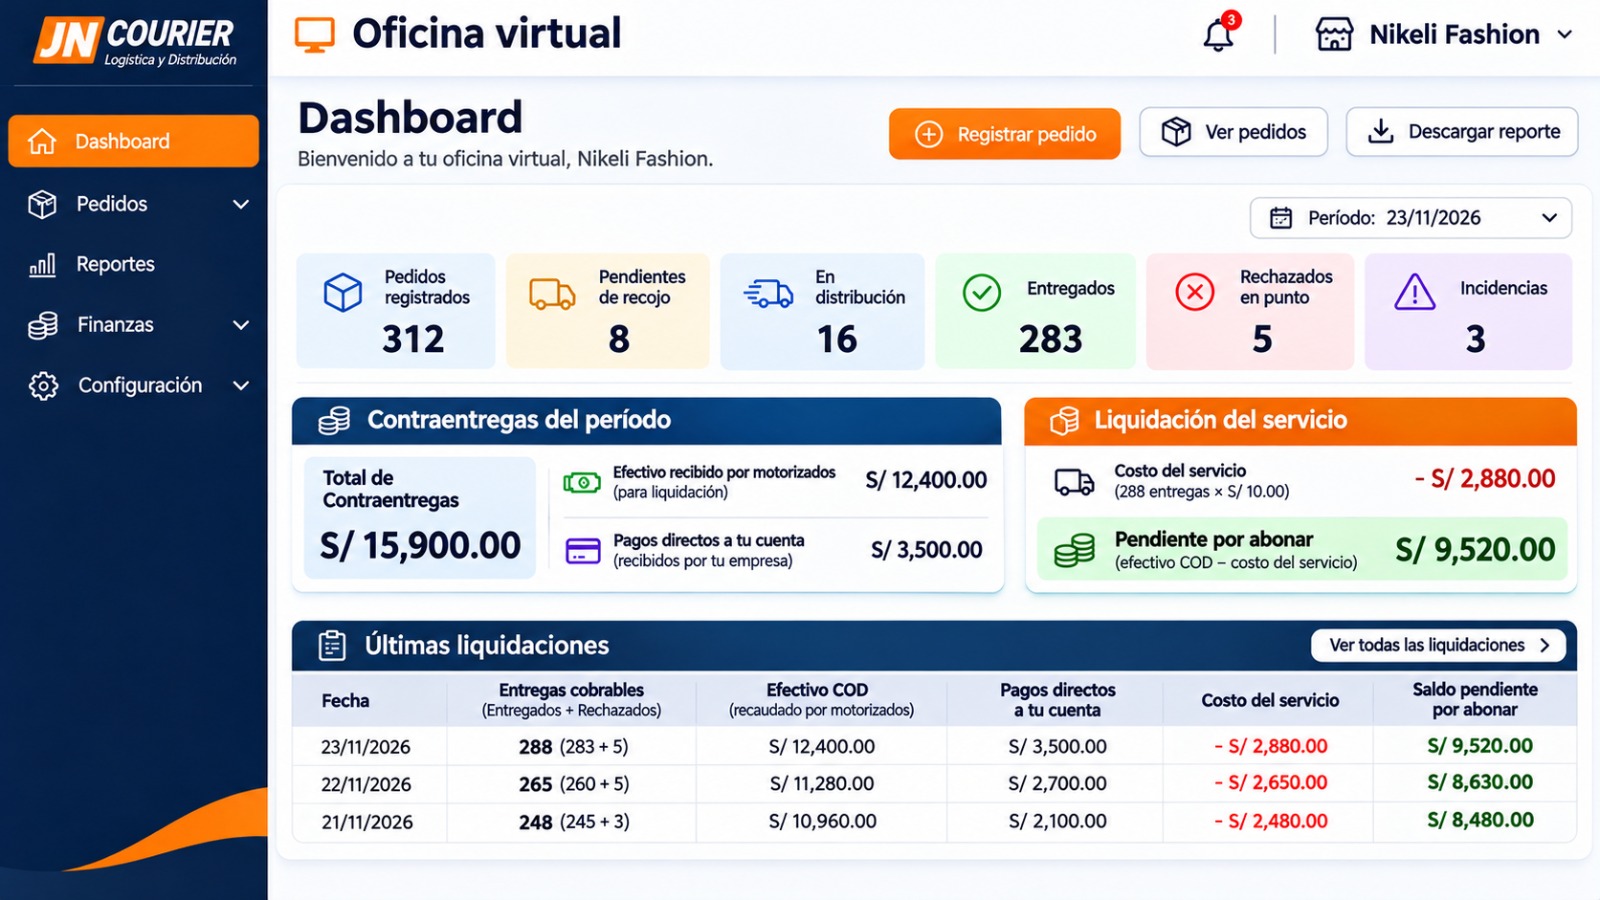 JN COURIER
Logística y Distribución
Oficina virtual
3
Nikeli Fashion
Dashboard
Pedidos
Reportes
Finanzas
Configuración
Dashboard
Bienvenido a tu oficina virtual, Nikeli Fashion.
Registrar pedido
Ver pedidos
Descargar reporte
Período: 23/11/2026
Pedidos
registrados
312
Pendientes
de recojo
8
En
distribución
16
Entregados
283
Rechazados
en punto
5
Incidencias
3
Contraentregas del período
Total de
Contraentregas
S/ 15,900.00
Efectivo recibido por motorizados
(para liquidación)
S/ 12,400.00
Pagos directos a tu cuenta
(recibidos por tu empresa)
S/ 3,500.00
Liquidación del servicio
Costo del servicio
(288 entregas × S/ 10.00)
- S/ 2,880.00
Pendiente por abonar
(efectivo COD – costo del servicio)
S/ 9,520.00
Últimas liquidaciones
Ver todas las liquidaciones
Fecha
Entregas cobrables
(Entregados + Rechazados)
Efectivo COD
(recaudado por motorizados)
Pagos directos
a tu cuenta
Costo del servicio
Saldo pendiente
por abonar
23/11/2026 288 (283 + 5) S/ 12,400.00 S/ 3,500.00 - S/ 2,880.00 S/ 9,520.00
22/11/2026 265 (260 + 5) S/ 11,280.00 S/ 2,700.00 - S/ 2,650.00 S/ 8,630.00
21/11/2026 248 (245 + 3) S/ 10,960.00 S/ 2,100.00 - S/ 2,480.00 S/ 8,480.00